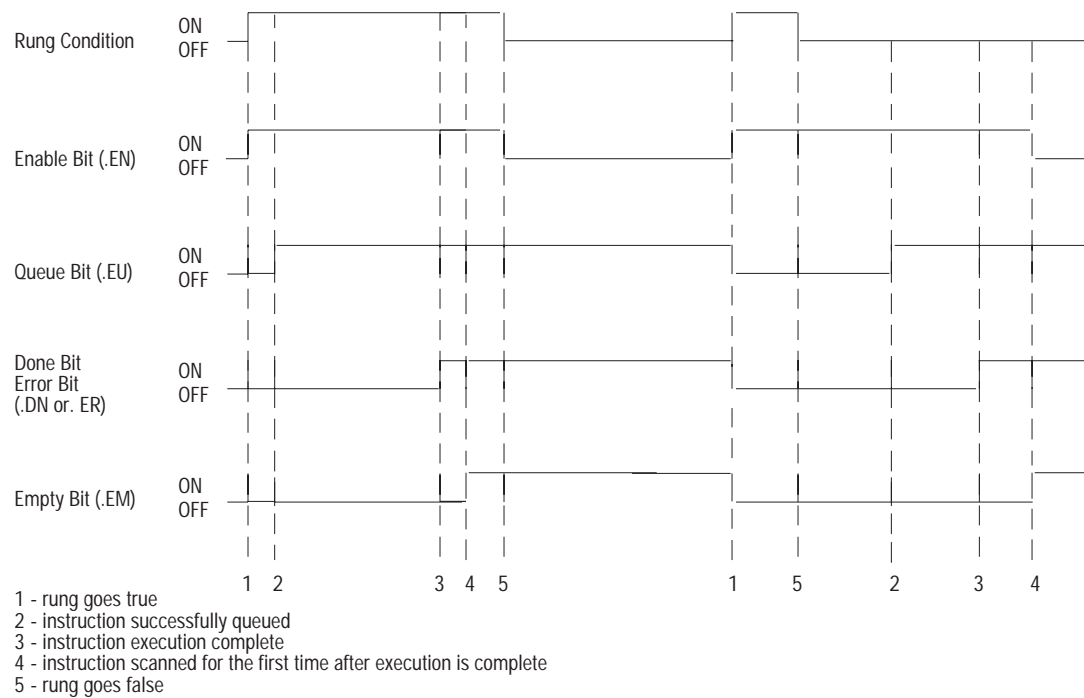 Rung Condition
ON
OFF
Enable Bit (.EN)
ON
OFF
Queue Bit (.EU)
ON
OFF
Done Bit
Error Bit
(.DN or. ER)
ON
OFF
Empty Bit (.EM)
ON
OFF
1 2 3 4 5 1 5 2 3 4
1 - rung goes true
2 - instruction successfully queued
3 - instruction execution complete
4 - instruction scanned for the first time after execution is complete
5 - rung goes false